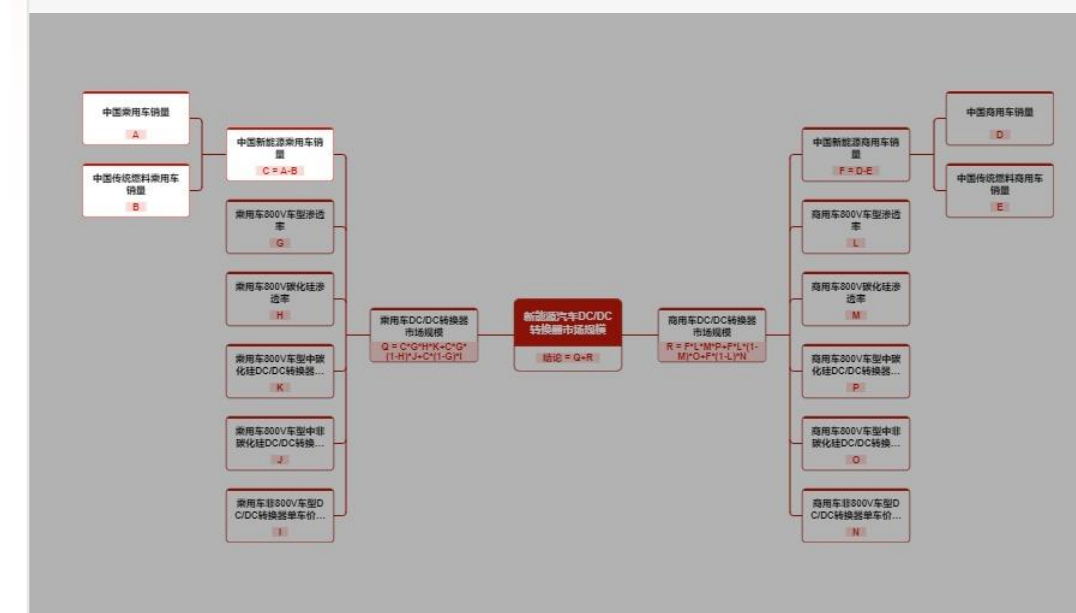 中国乘用车销量
A
中国传统燃料乘用车
销量
B
中国新能源乘用车销
量
C = A-B
乘用车800V车型渗透
率
G
乘用车800V碳化硅渗
透率
H
乘用车800V车型中碳
化硅DC/DC转换器...
K
乘用车800V车型中非
碳化硅DC/DC转换...
J
乘用车非800V车型D
C/DC转换器单车价...
I
乘用车DC/DC转换器
市场规模
Q = C*G*H*K+C*G*
(1-H)*J+C*(1-G)*I
新能源汽车DC/DC
转换器市场规模
结论 = Q+R
商用车DC/DC转换器
市场规模
R = F*L*M*P+F*L*(1-
M)*O+F*(1-L)*N
中国新能源商用车销
量
F = D-E
商用车800V车型渗透
率
L
商用车800V碳化硅渗
透率
M
商用车800V车型中碳
化硅DC/DC转换器...
P
商用车800V车型中非
碳化硅DC/DC转换...
O
商用车非800V车型D
C/DC转换器单车价...
N
中国商用车销量
D
中国传统燃料商用车
销量
E